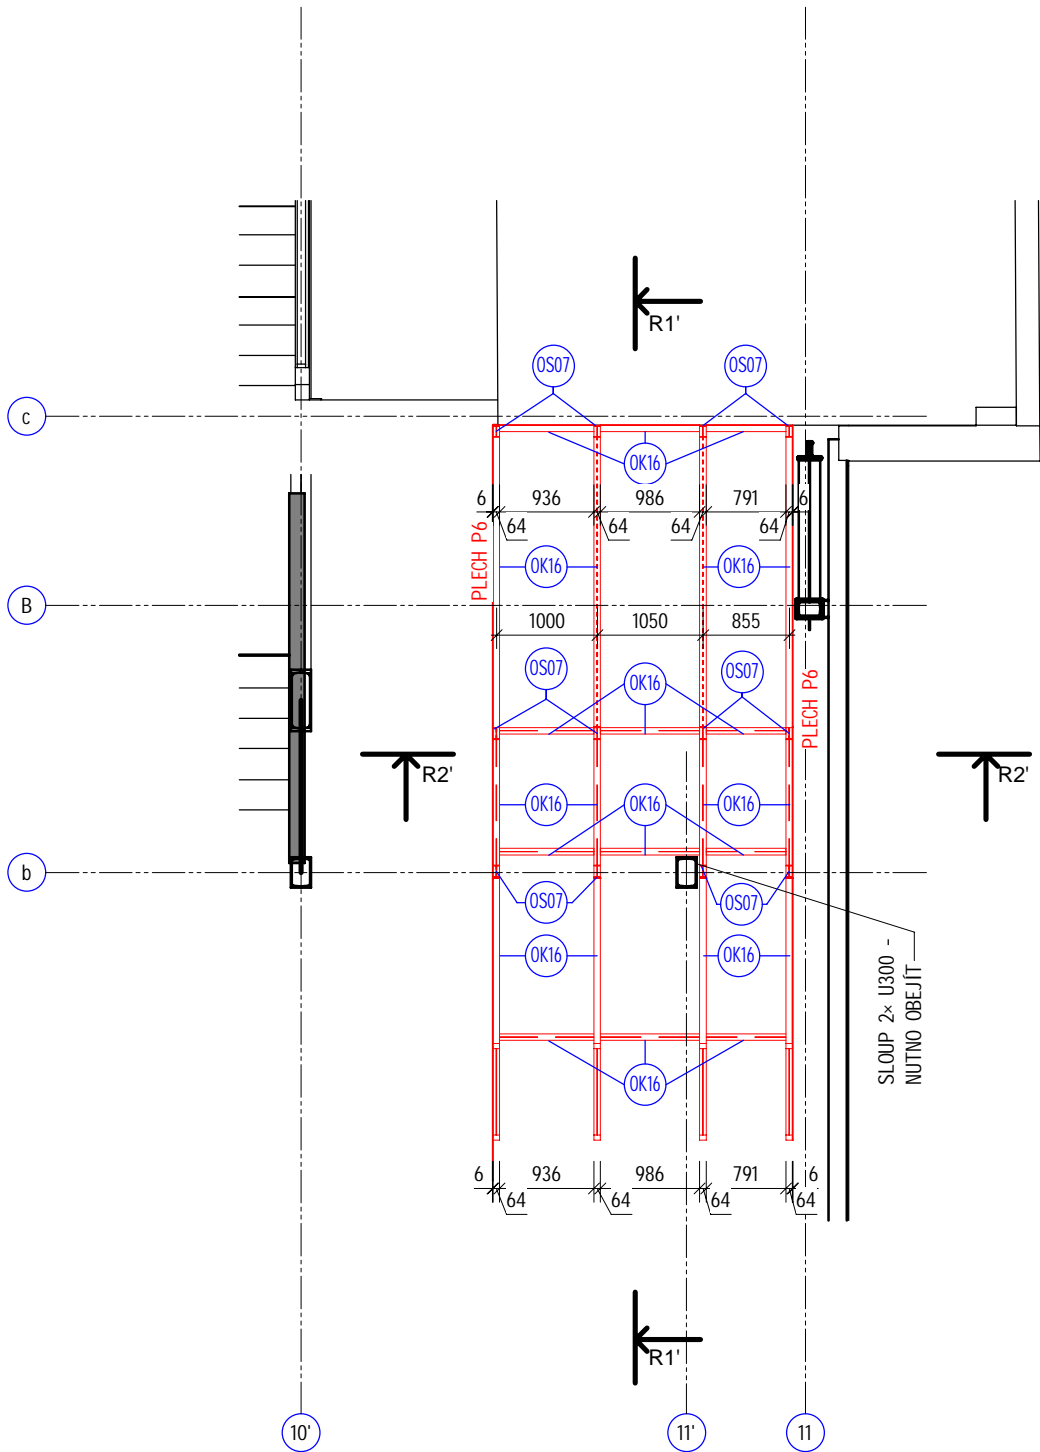 R1'
OS07 OS07
c
OK16
6 936 986 791 6
64 64 64 64
PLECH P6
OK16 OK16
B
1000 1050 855
OS07 OK16 OS07
PLECH P6
R2' R2'
OK16 OK16 OK16
b
OS07 OS07
OK16 OK16
SLOUP 2× U300 -
NUTNO OBEJÍT
OK16
6 936 986 791 6
64 64 64 64
R1'
10' 11' 11